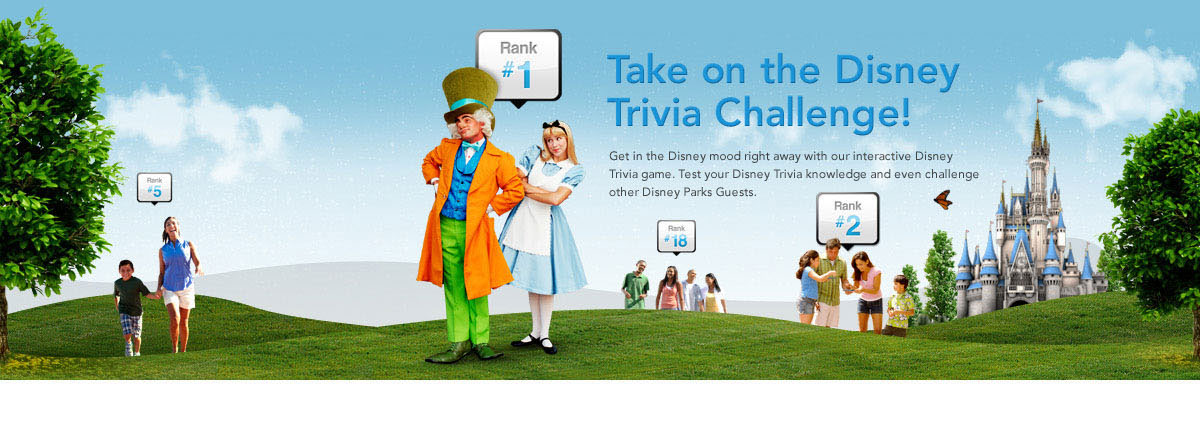 Rank
#1
Take on the Disney
Trivia Challenge!
Get in the Disney mood right away with our interactive Disney
Trivia game. Test your Disney Trivia knowledge and even challenge
other Disney Parks Guests.
Rank
#5
Rank
#18
Rank
#2